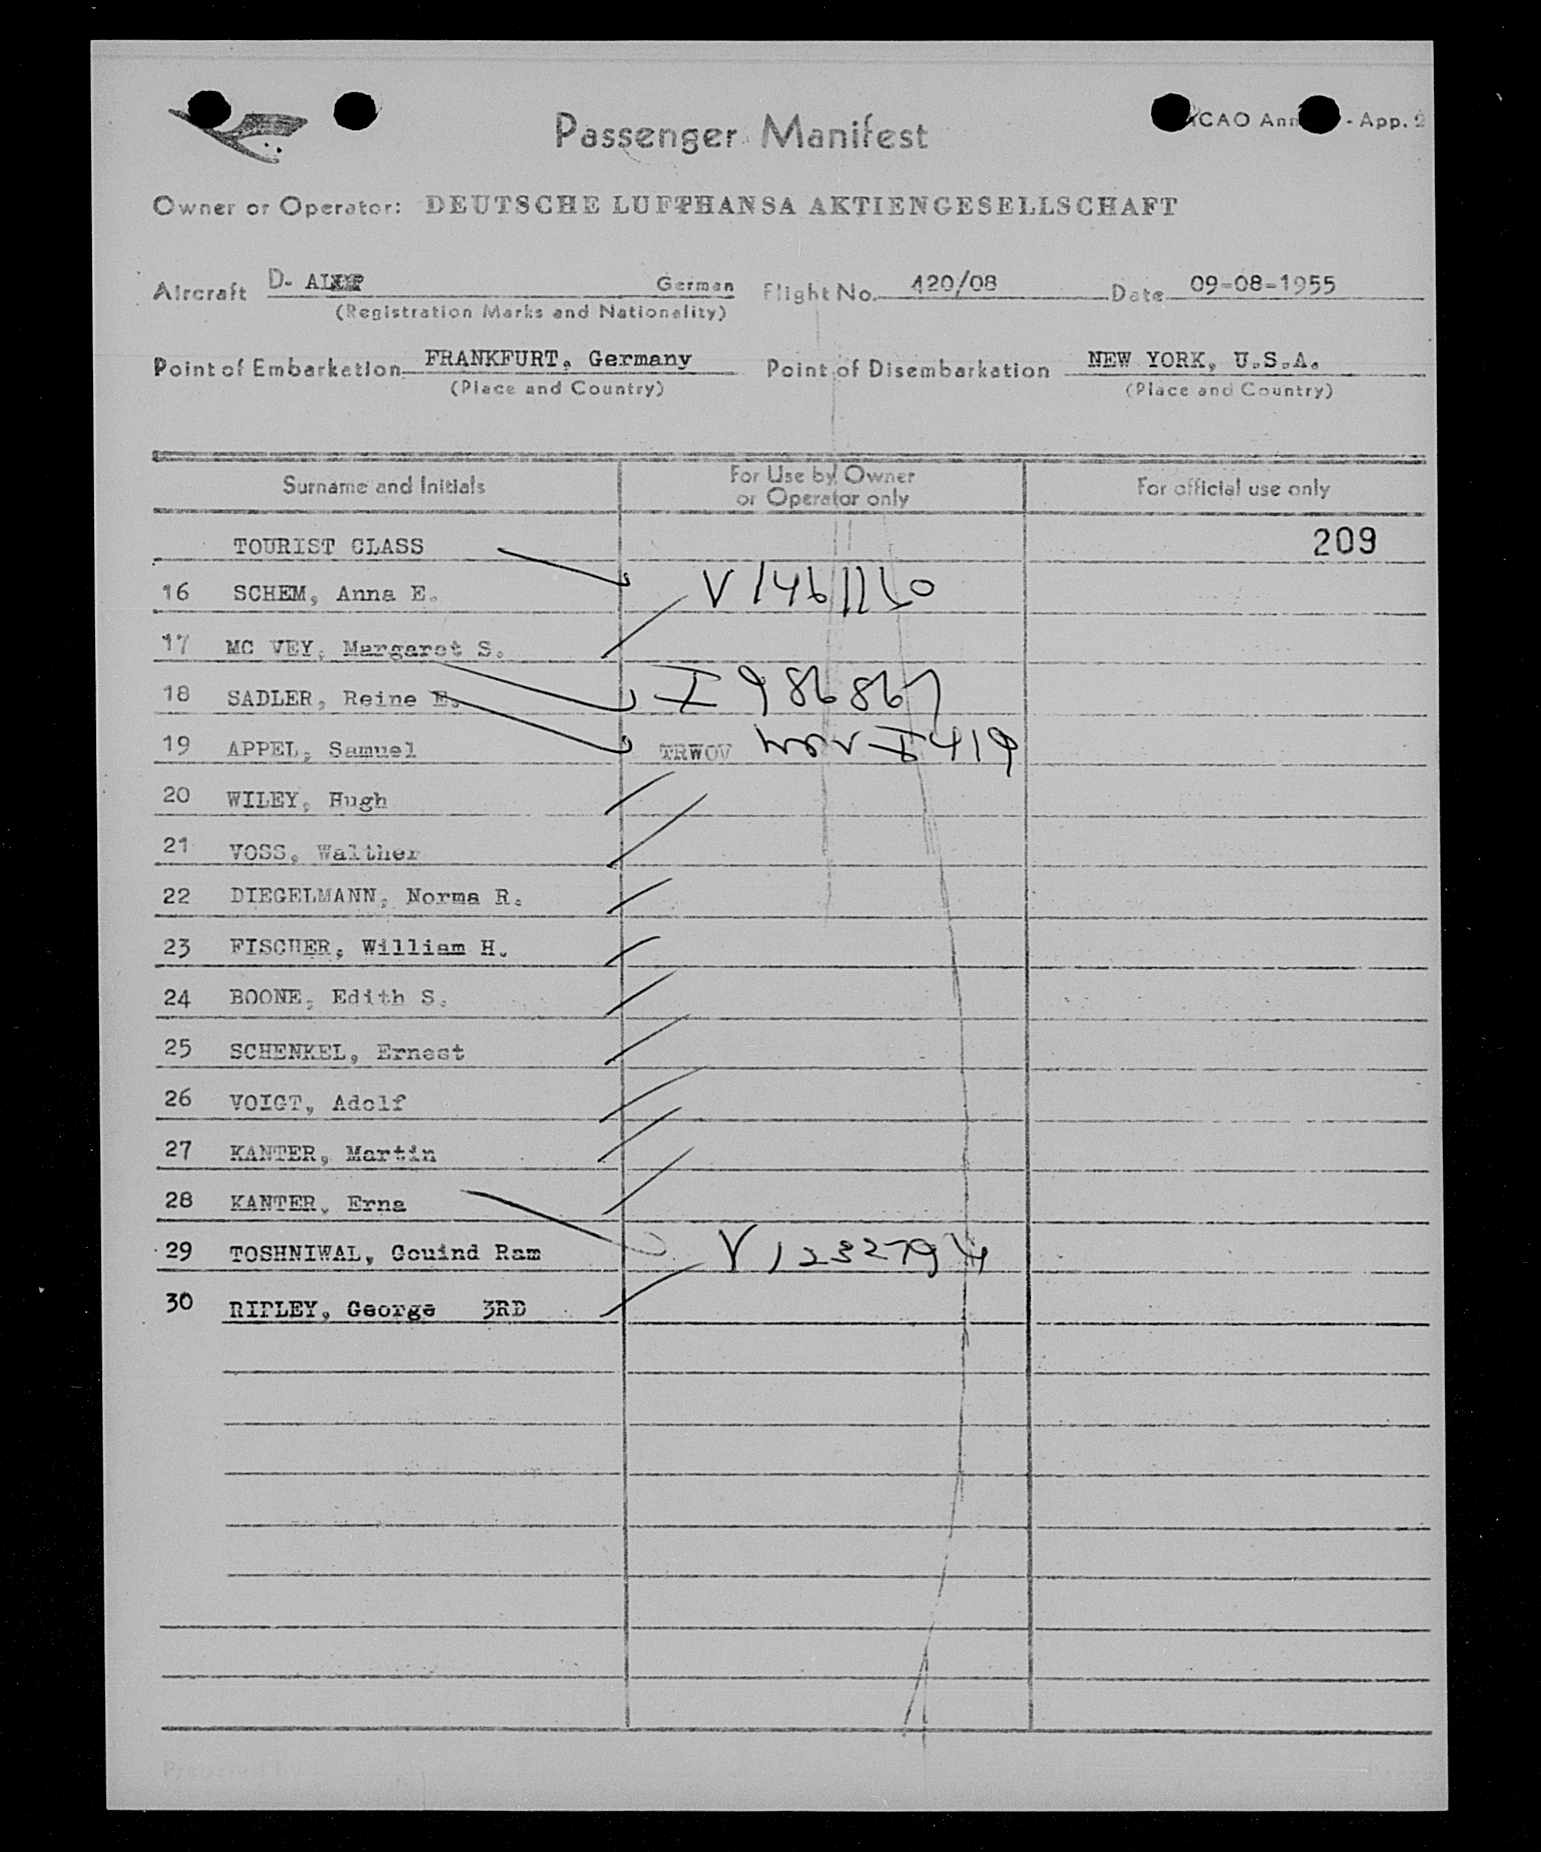 Passenger Manifest
ICAO - App. 2
Owner or Operator: DEUTSCHE LUFTHANSA AKTIENGESELLSCHAFT
Aircraft D- German Flight No. 420/08 Date 09-08-1955
(Registration Marks and Nationality)
Point of Embarkation FRANKFURT, Germany Point of Disembarkation NEW YORK, U.S.A.
(Place and Country) (Place and Country)
Surname and Initials For Use by Owner or Operator only For official use only
TOURIST CLASS 209
16 SCHEM, Anna E.
17 MC VEY, Margaret S.
18 SADLER, Reine E. I 986867
19 APPEL, Samuel TRWOV
20 WILEY, Hugh
21 VOSS, Walther
22 DIEGELMANN, Norma R.
23 FISCHER, William H.
24 BOONE, Edith S.
25 SCHENKEL, Ernest
26 VOIGT, Adolf
27 KANTER, Martin
28 KANTER, Erna
29 TOSHNIWAL, Gouind Ram V 1232794
30 RIPLEY, George 3RD